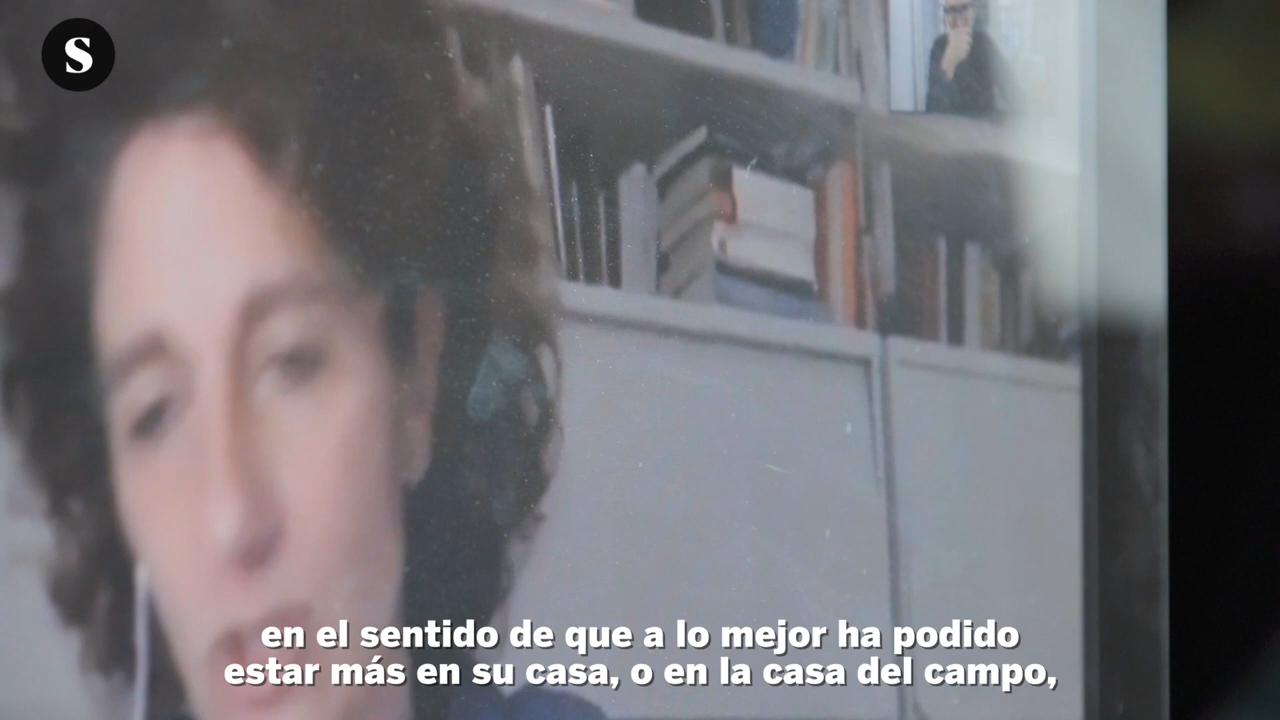 S
en el sentido de que a lo mejor ha podido
estar más en su casa, o en la casa del campo,